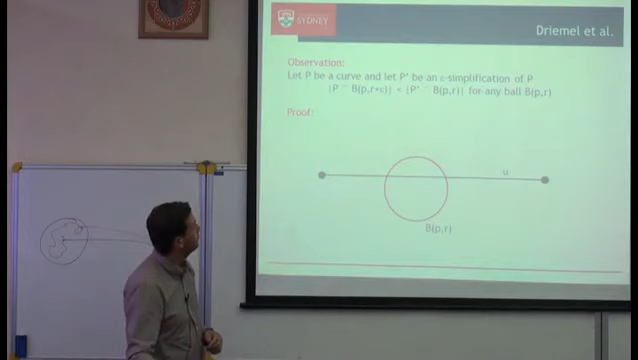 SYDNEY
Driemel et al.
Observation:
Let P be a curve and let P' be an ε-simplification of P
|P ⁻ B(p,r+ε)| < |P' ⁻ B(p,r)| for any ball B(p,r)
Proof:
u
B(p,r)